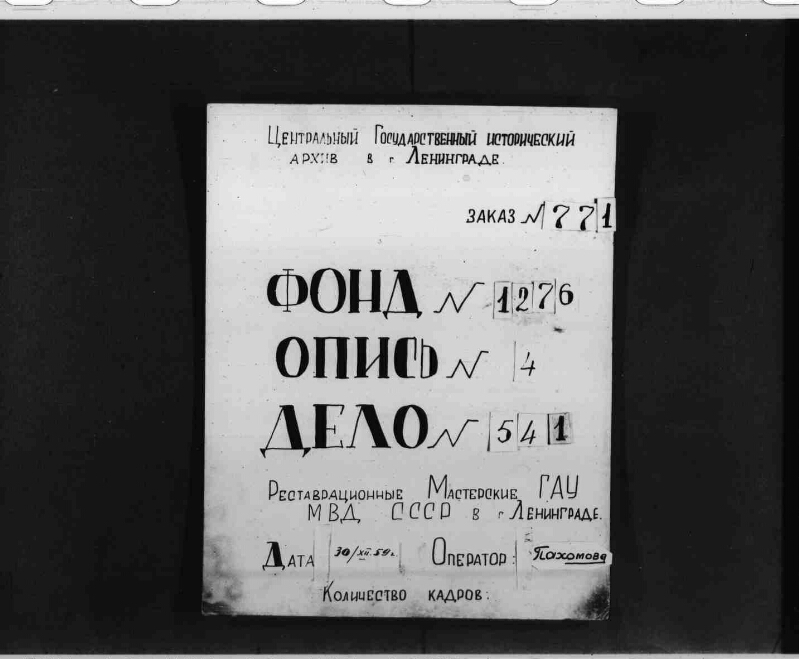 Центральный Государственный исторический
архив в г Ленинграде.
заказ № 771
ФОНД № 1276
ОПИСЬ № 4
ДЕЛО № 541
Реставрационные Мастерские ГАУ
МВД СССР в г Ленинграде.
Дата 30/XII.59г. Оператор: Пахомова
Количество кадров: